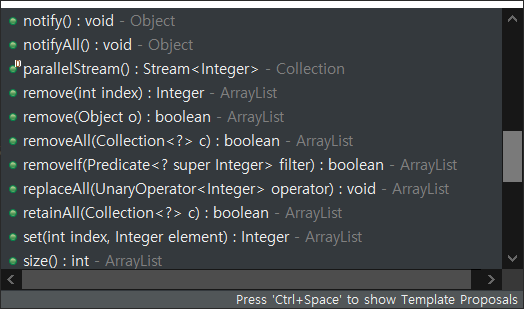 notify() : void - Object
notifyAll() : void - Object
parallelStream() : Stream<Integer> - Collection
remove(int index) : Integer - ArrayList
remove(Object o) : boolean - ArrayList
removeAll(Collection<?> c) : boolean - ArrayList
removeIf(Predicate<? super Integer> filter) : boolean - ArrayList
replaceAll(UnaryOperator<Integer> operator) : void - ArrayList
retainAll(Collection<?> c) : boolean - ArrayList
set(int index, Integer element) : Integer - ArrayList
size() : int - ArrayList
Press 'Ctrl+Space' to show Template Proposals